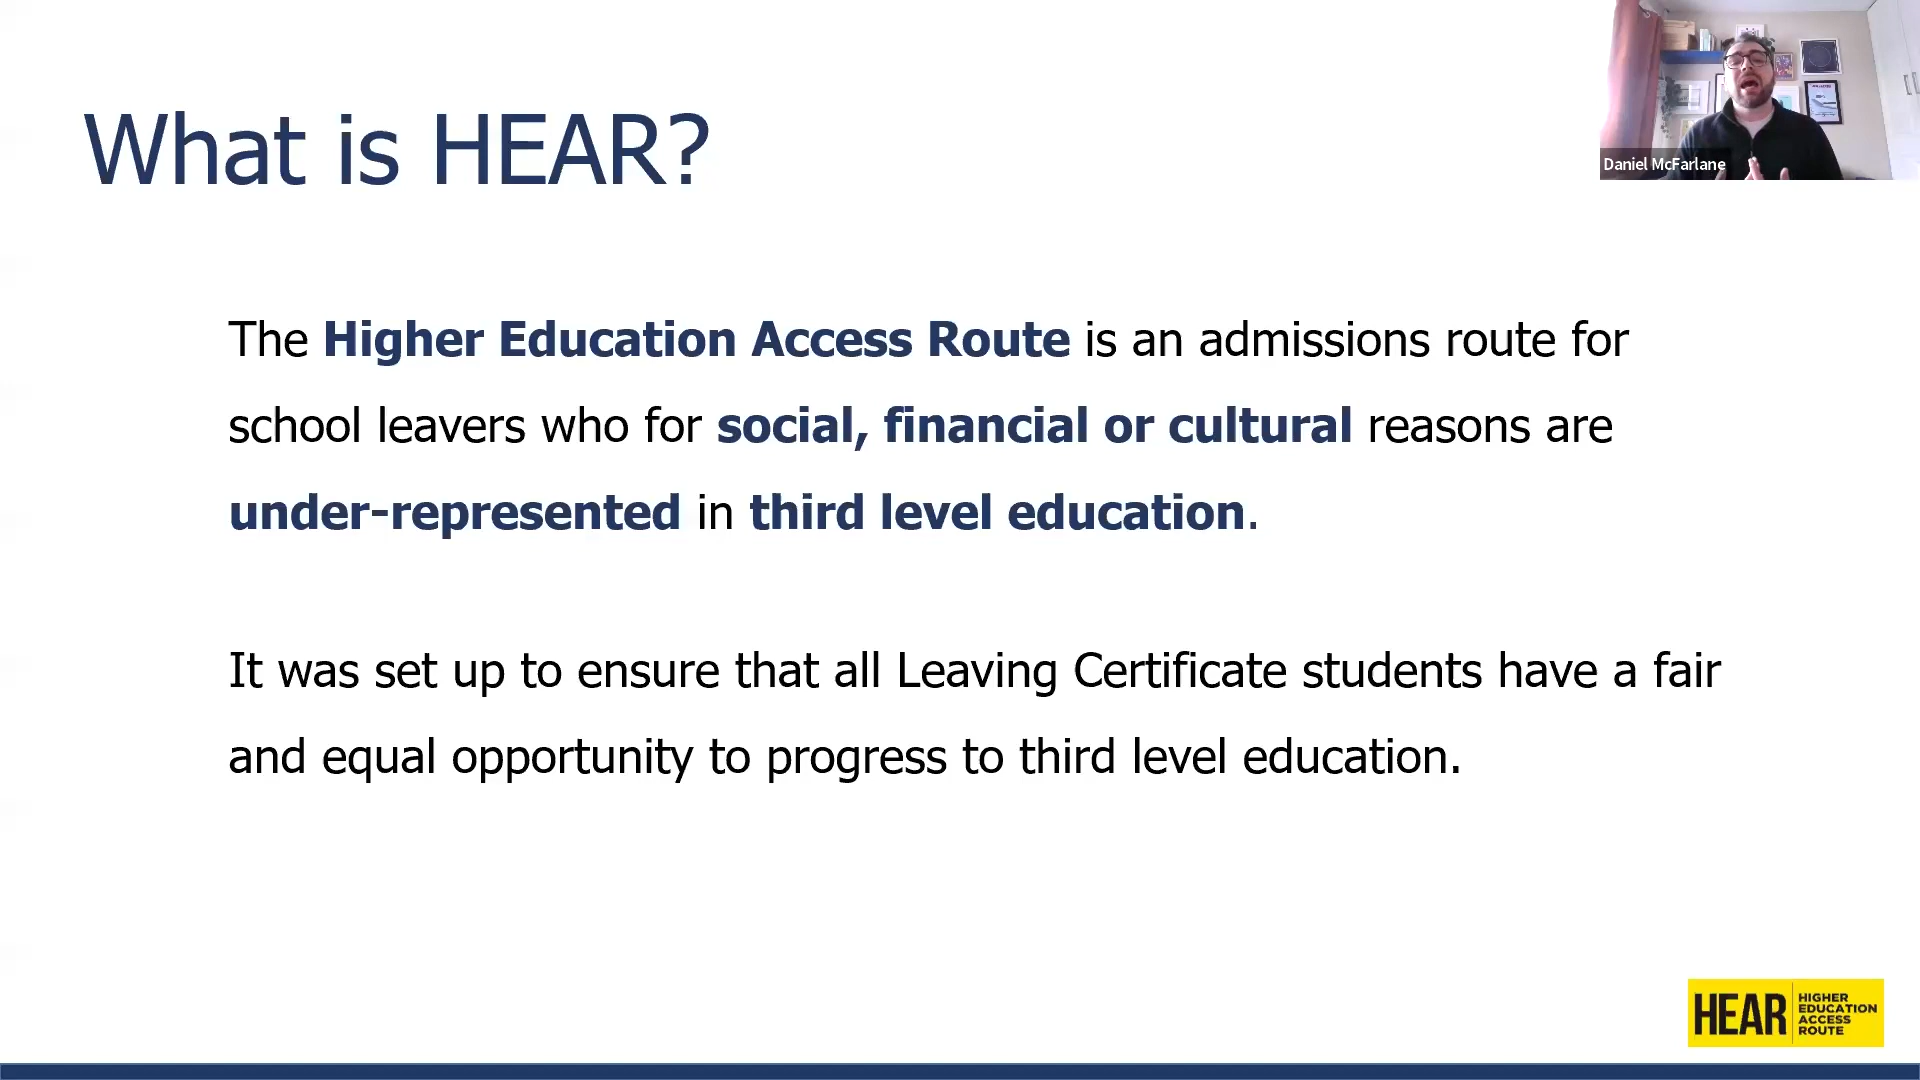 What is HEAR?
Daniel McFarlane
The Higher Education Access Route is an admissions route for
school leavers who for social, financial or cultural reasons are
under-represented in third level education.
It was set up to ensure that all Leaving Certificate students have a fair
and equal opportunity to progress to third level education.
HEAR
HIGHER
EDUCATION
ACCESS
ROUTE